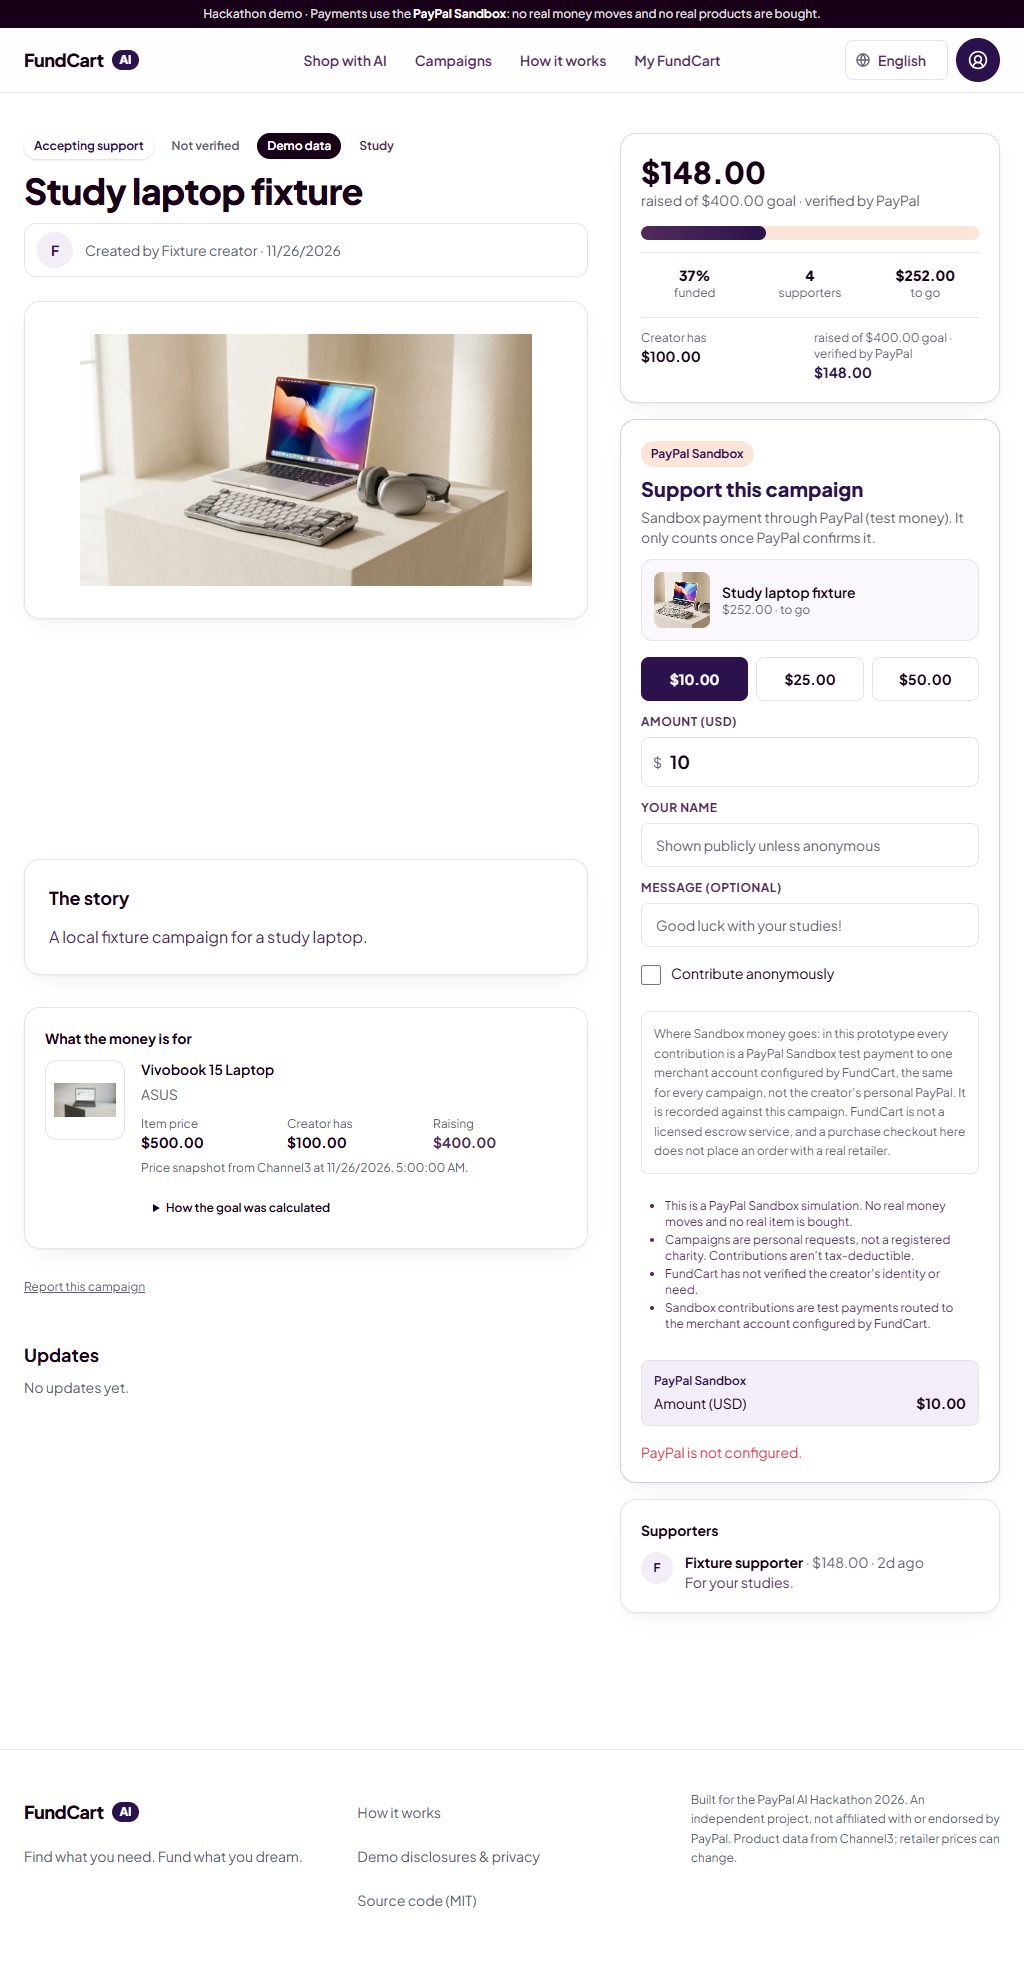 Hackathon demo · Payments use the PayPal Sandbox: no real money moves and no real products are bought.
FundCart AI
Shop with AI
Campaigns
How it works
My FundCart
English
Accepting support
Not verified
Demo data
Study
Study laptop fixture
F
Created by Fixture creator · 11/26/2026
The story
A local fixture campaign for a study laptop.
What the money is for
Vivobook 15 Laptop
ASUS
Item price
Creator has
Raising
$500.00
$100.00
$400.00
Price snapshot from Channel3 at 11/26/2026, 5:00:00 AM.
How the goal was calculated
Report this campaign
Updates
No updates yet.
$148.00
raised of $400.00 goal · verified by PayPal
37%
funded
4
supporters
$252.00
to go
Creator has
$100.00
raised of $400.00 goal ·
verified by PayPal
$148.00
PayPal Sandbox
Support this campaign
Sandbox payment through PayPal (test money). It
only counts once PayPal confirms it.
Study laptop fixture
$252.00 · to go
$10.00
$25.00
$50.00
AMOUNT (USD)
$ 10
YOUR NAME
Shown publicly unless anonymous
MESSAGE (OPTIONAL)
Good luck with your studies!
Contribute anonymously
Where Sandbox money goes: in this prototype every
contribution is a PayPal Sandbox test payment to one
merchant account configured by FundCart, the same
for every campaign, not the creator's personal PayPal. It
is recorded against this campaign. FundCart is not a
licensed escrow service, and a purchase checkout here
does not place an order with a real retailer.
• This is a PayPal Sandbox simulation. No real money
moves and no real item is bought.
• Campaigns are personal requests, not a registered
charity. Contributions aren't tax-deductible.
• FundCart has not verified the creator's identity or
need.
• Sandbox contributions are test payments routed to
the merchant account configured by FundCart.
PayPal Sandbox
Amount (USD)
$10.00
PayPal is not configured.
Supporters
F
Fixture supporter · $148.00 · 2d ago
For your studies.
FundCart AI
Find what you need. Fund what you dream.
How it works
Demo disclosures & privacy
Source code (MIT)
Built for the PayPal AI Hackathon 2026. An
independent project, not affiliated with or endorsed by
PayPal. Product data from Channel3; retailer prices can
change.